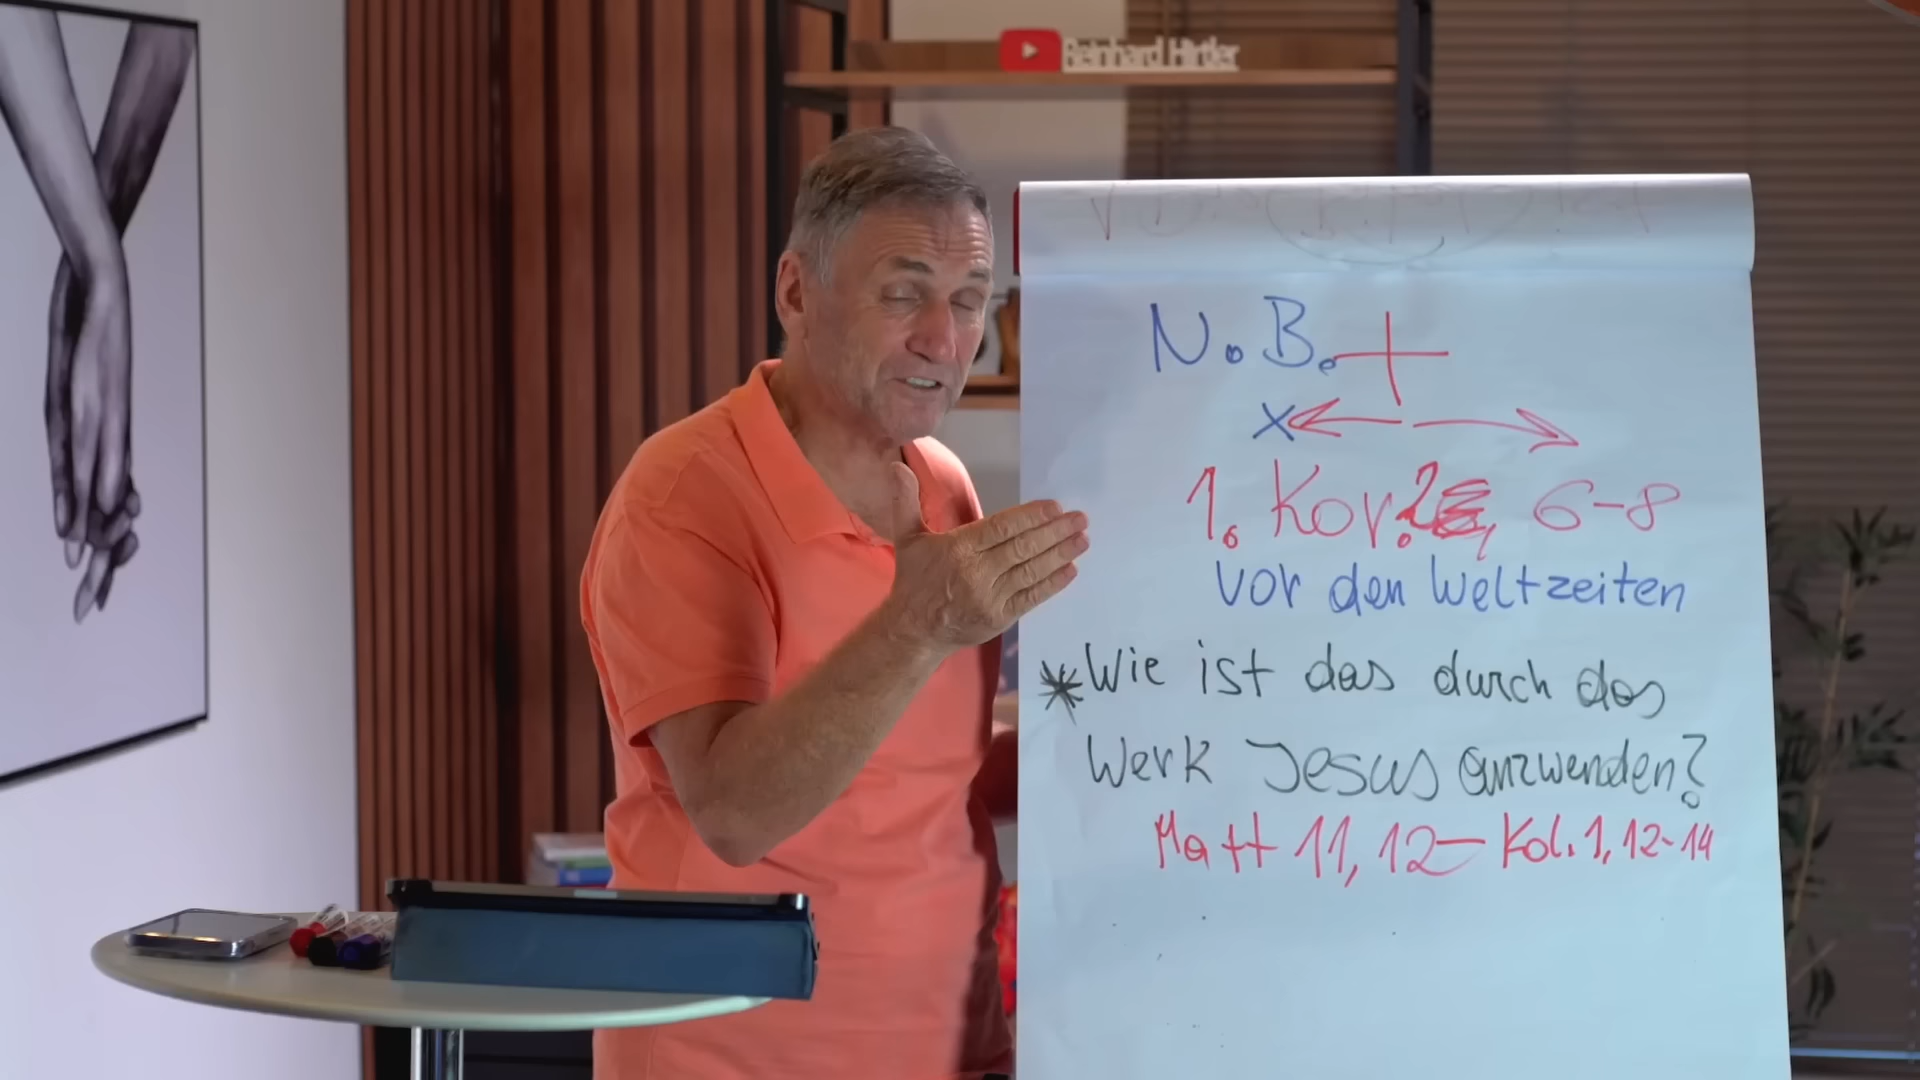 Reinhard Hirtler
N. B.
1. Kor. 2, 6-8
vor den Weltzeiten
Wie ist das durch das
Werk Jesus anzuwenden?
Matt 11, 12 - Kol. 1, 12-14